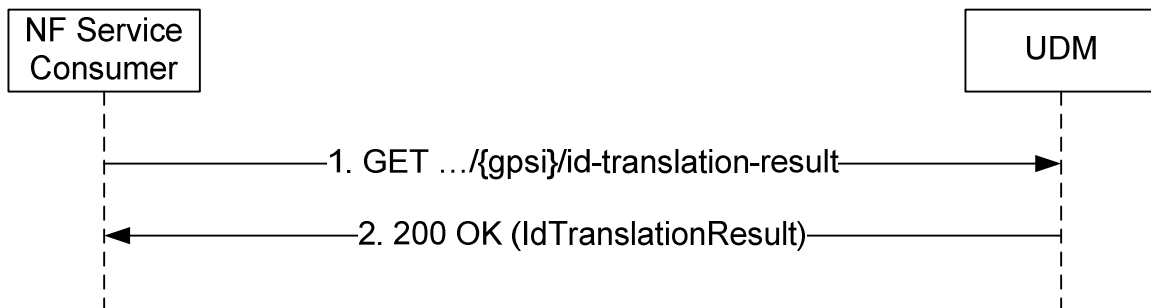 NF Service
Consumer
UDM
1. GET …/{gpsi}/id-translation-result
2. 200 OK (IdTranslationResult)